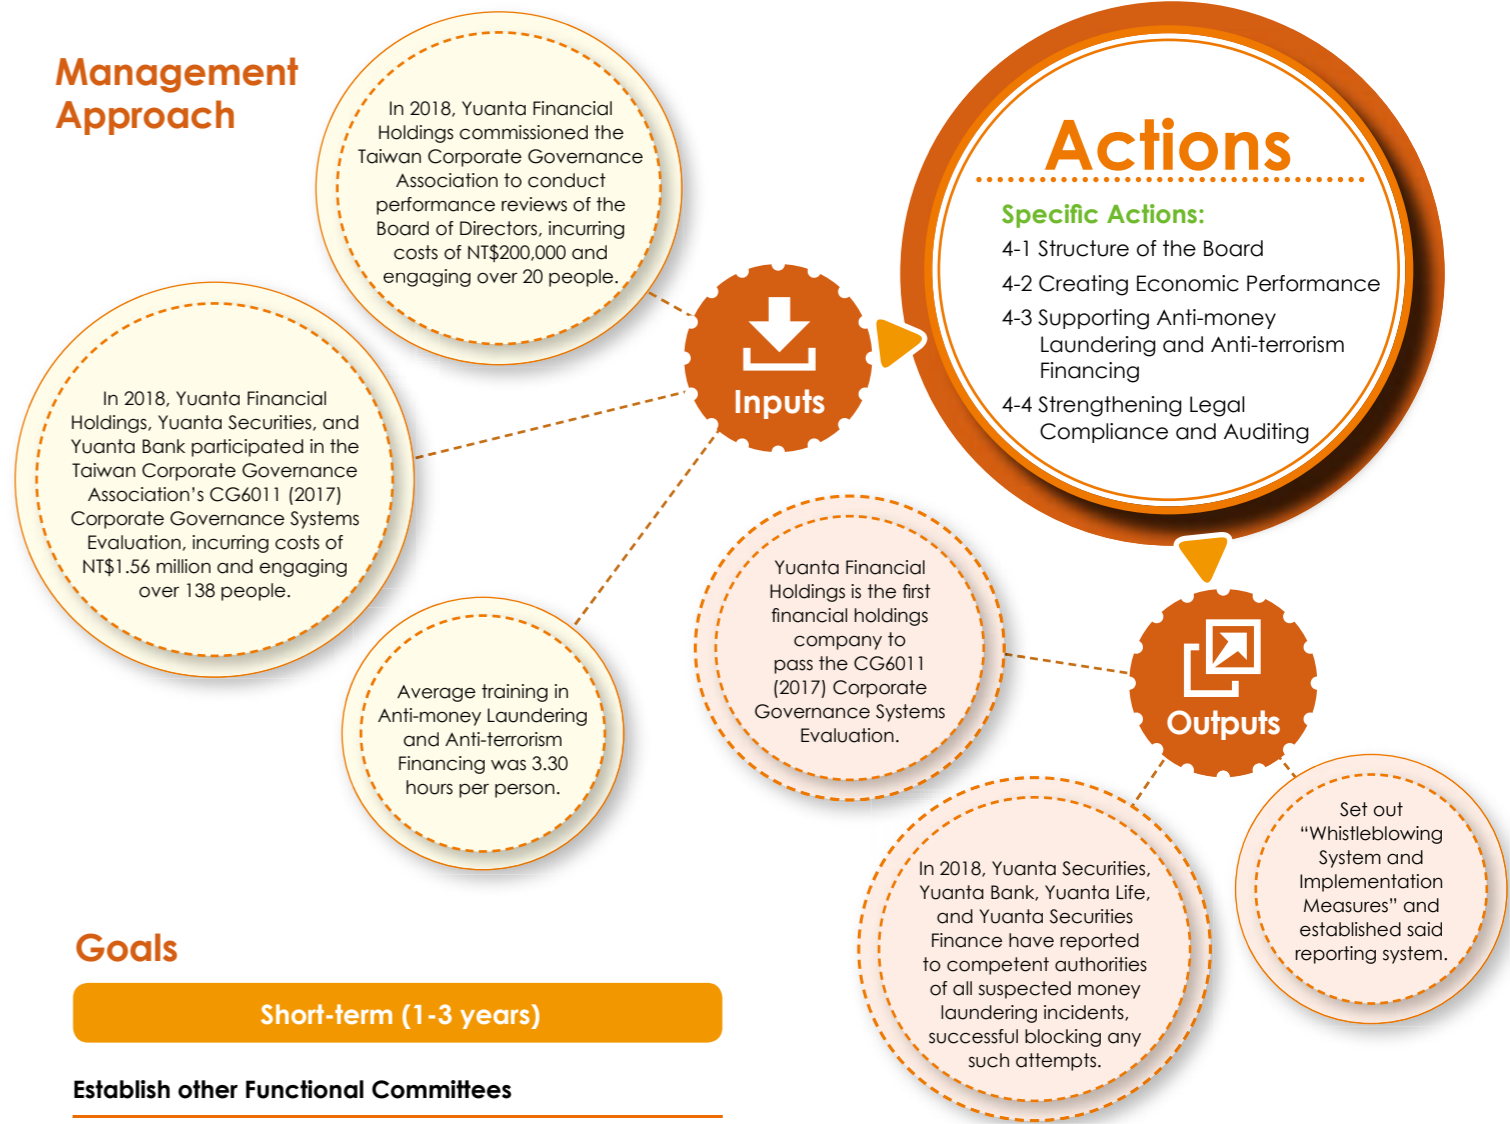 Management
Approach
In 2018, Yuanta Financial
Holdings commissioned the
Taiwan Corporate Governance
Association to conduct
performance reviews of the
Board of Directors, incurring
costs of NT$200,000 and
engaging over 20 people.
In 2018, Yuanta Financial
Holdings, Yuanta Securities, and
Yuanta Bank participated in the
Taiwan Corporate Governance
Association's CG6011 (2017)
Corporate Governance Systems
Evaluation, incurring costs of
NT$1.56 million and engaging
over 138 people.
Average training in
Anti-money Laundering
and Anti-terrorism
Financing was 3.30
hours per person.
Inputs
Actions
Specific Actions:
4-1 Structure of the Board
4-2 Creating Economic Performance
4-3 Supporting Anti-money
Laundering and Anti-terrorism
Financing
4-4 Strengthening Legal
Compliance and Auditing
Outputs
Yuanta Financial
Holdings is the first
financial holdings
company to
pass the CG6011
(2017) Corporate
Governance Systems
Evaluation.
In 2018, Yuanta Securities,
Yuanta Bank, Yuanta Life,
and Yuanta Securities
Finance have reported
to competent authorities
of all suspected money
laundering incidents,
successful blocking any
such attempts.
Set out
“Whistleblowing
System and
Implementation
Measures” and
established said
reporting system.
Goals
Short-term (1-3 years)
Establish other Functional Committees